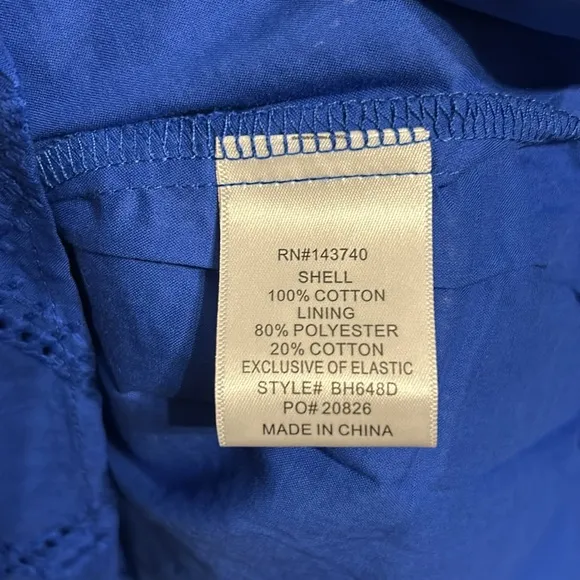 RN#143740
SHELL
100% COTTON
LINING
80% POLYESTER
20% COTTON
EXCLUSIVE OF ELASTIC
STYLE# BH648D
PO# 20826
MADE IN CHINA